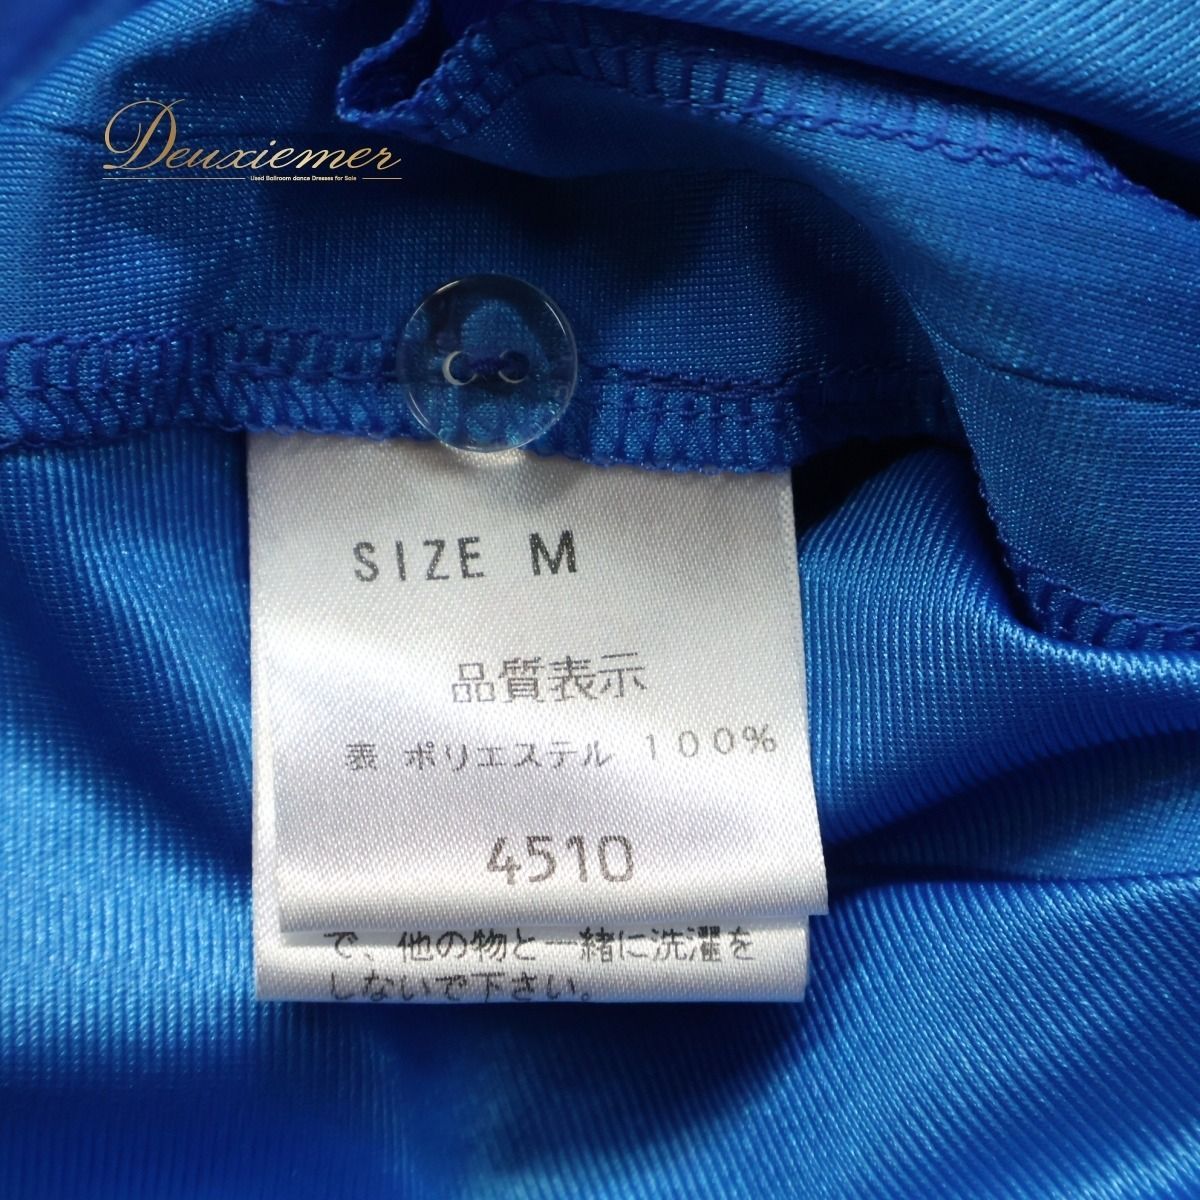 Deuxiemer
Used Ballroom dance Dresses for Sale
SIZE M
品質表示
表 ポリエステル 100%
4510
で、他の物と一緒に洗濯を
しないで下さい。